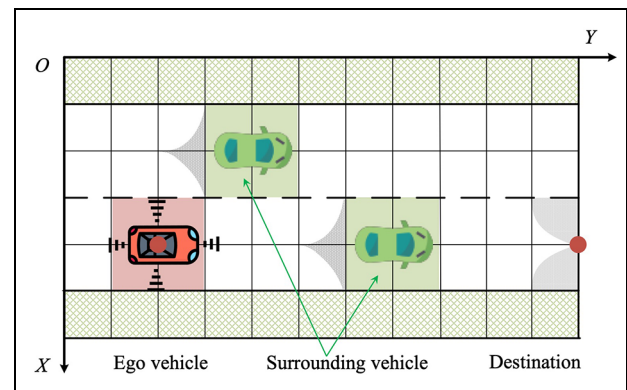 Y
O
X
Ego vehicle
Surrounding vehicle
Destination